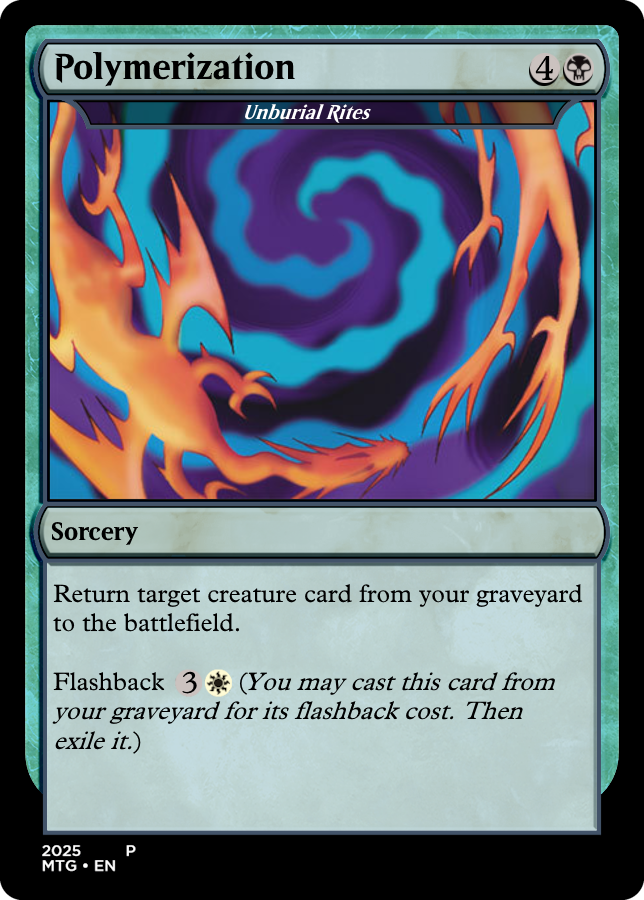 Polymerization 4
Unburial Rites
Sorcery
Return target creature card from your graveyard
to the battlefield.
Flashback 3 (You may cast this card from
your graveyard for its flashback cost. Then
exile it.)
2025 P
MTG • EN